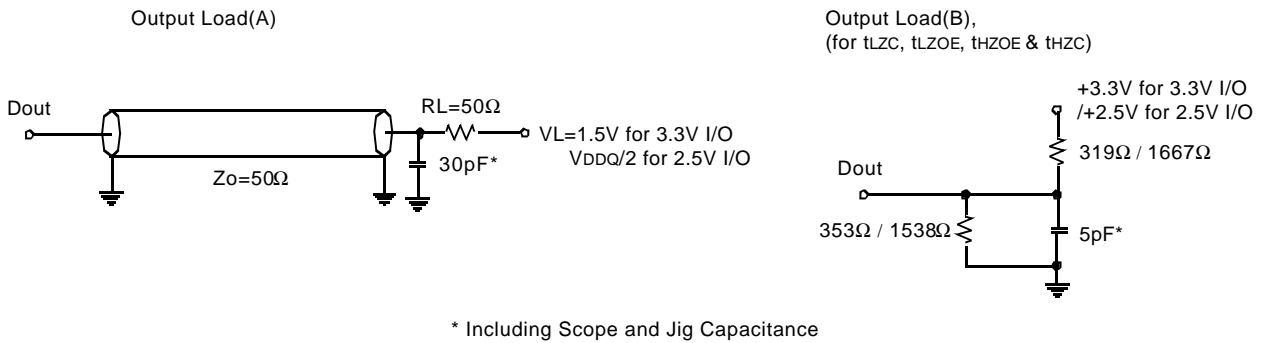 Output Load(A)
Dout
Zo=50Ω
RL=50Ω
30pF*
VL=1.5V for 3.3V I/O
VDDQ/2 for 2.5V I/O
Output Load(B),
(for tLZC, tLZOE, tHZOE & tHZC)
+3.3V for 3.3V I/O
/+2.5V for 2.5V I/O
319Ω / 1667Ω
Dout
353Ω / 1538Ω
5pF*
* Including Scope and Jig Capacitance